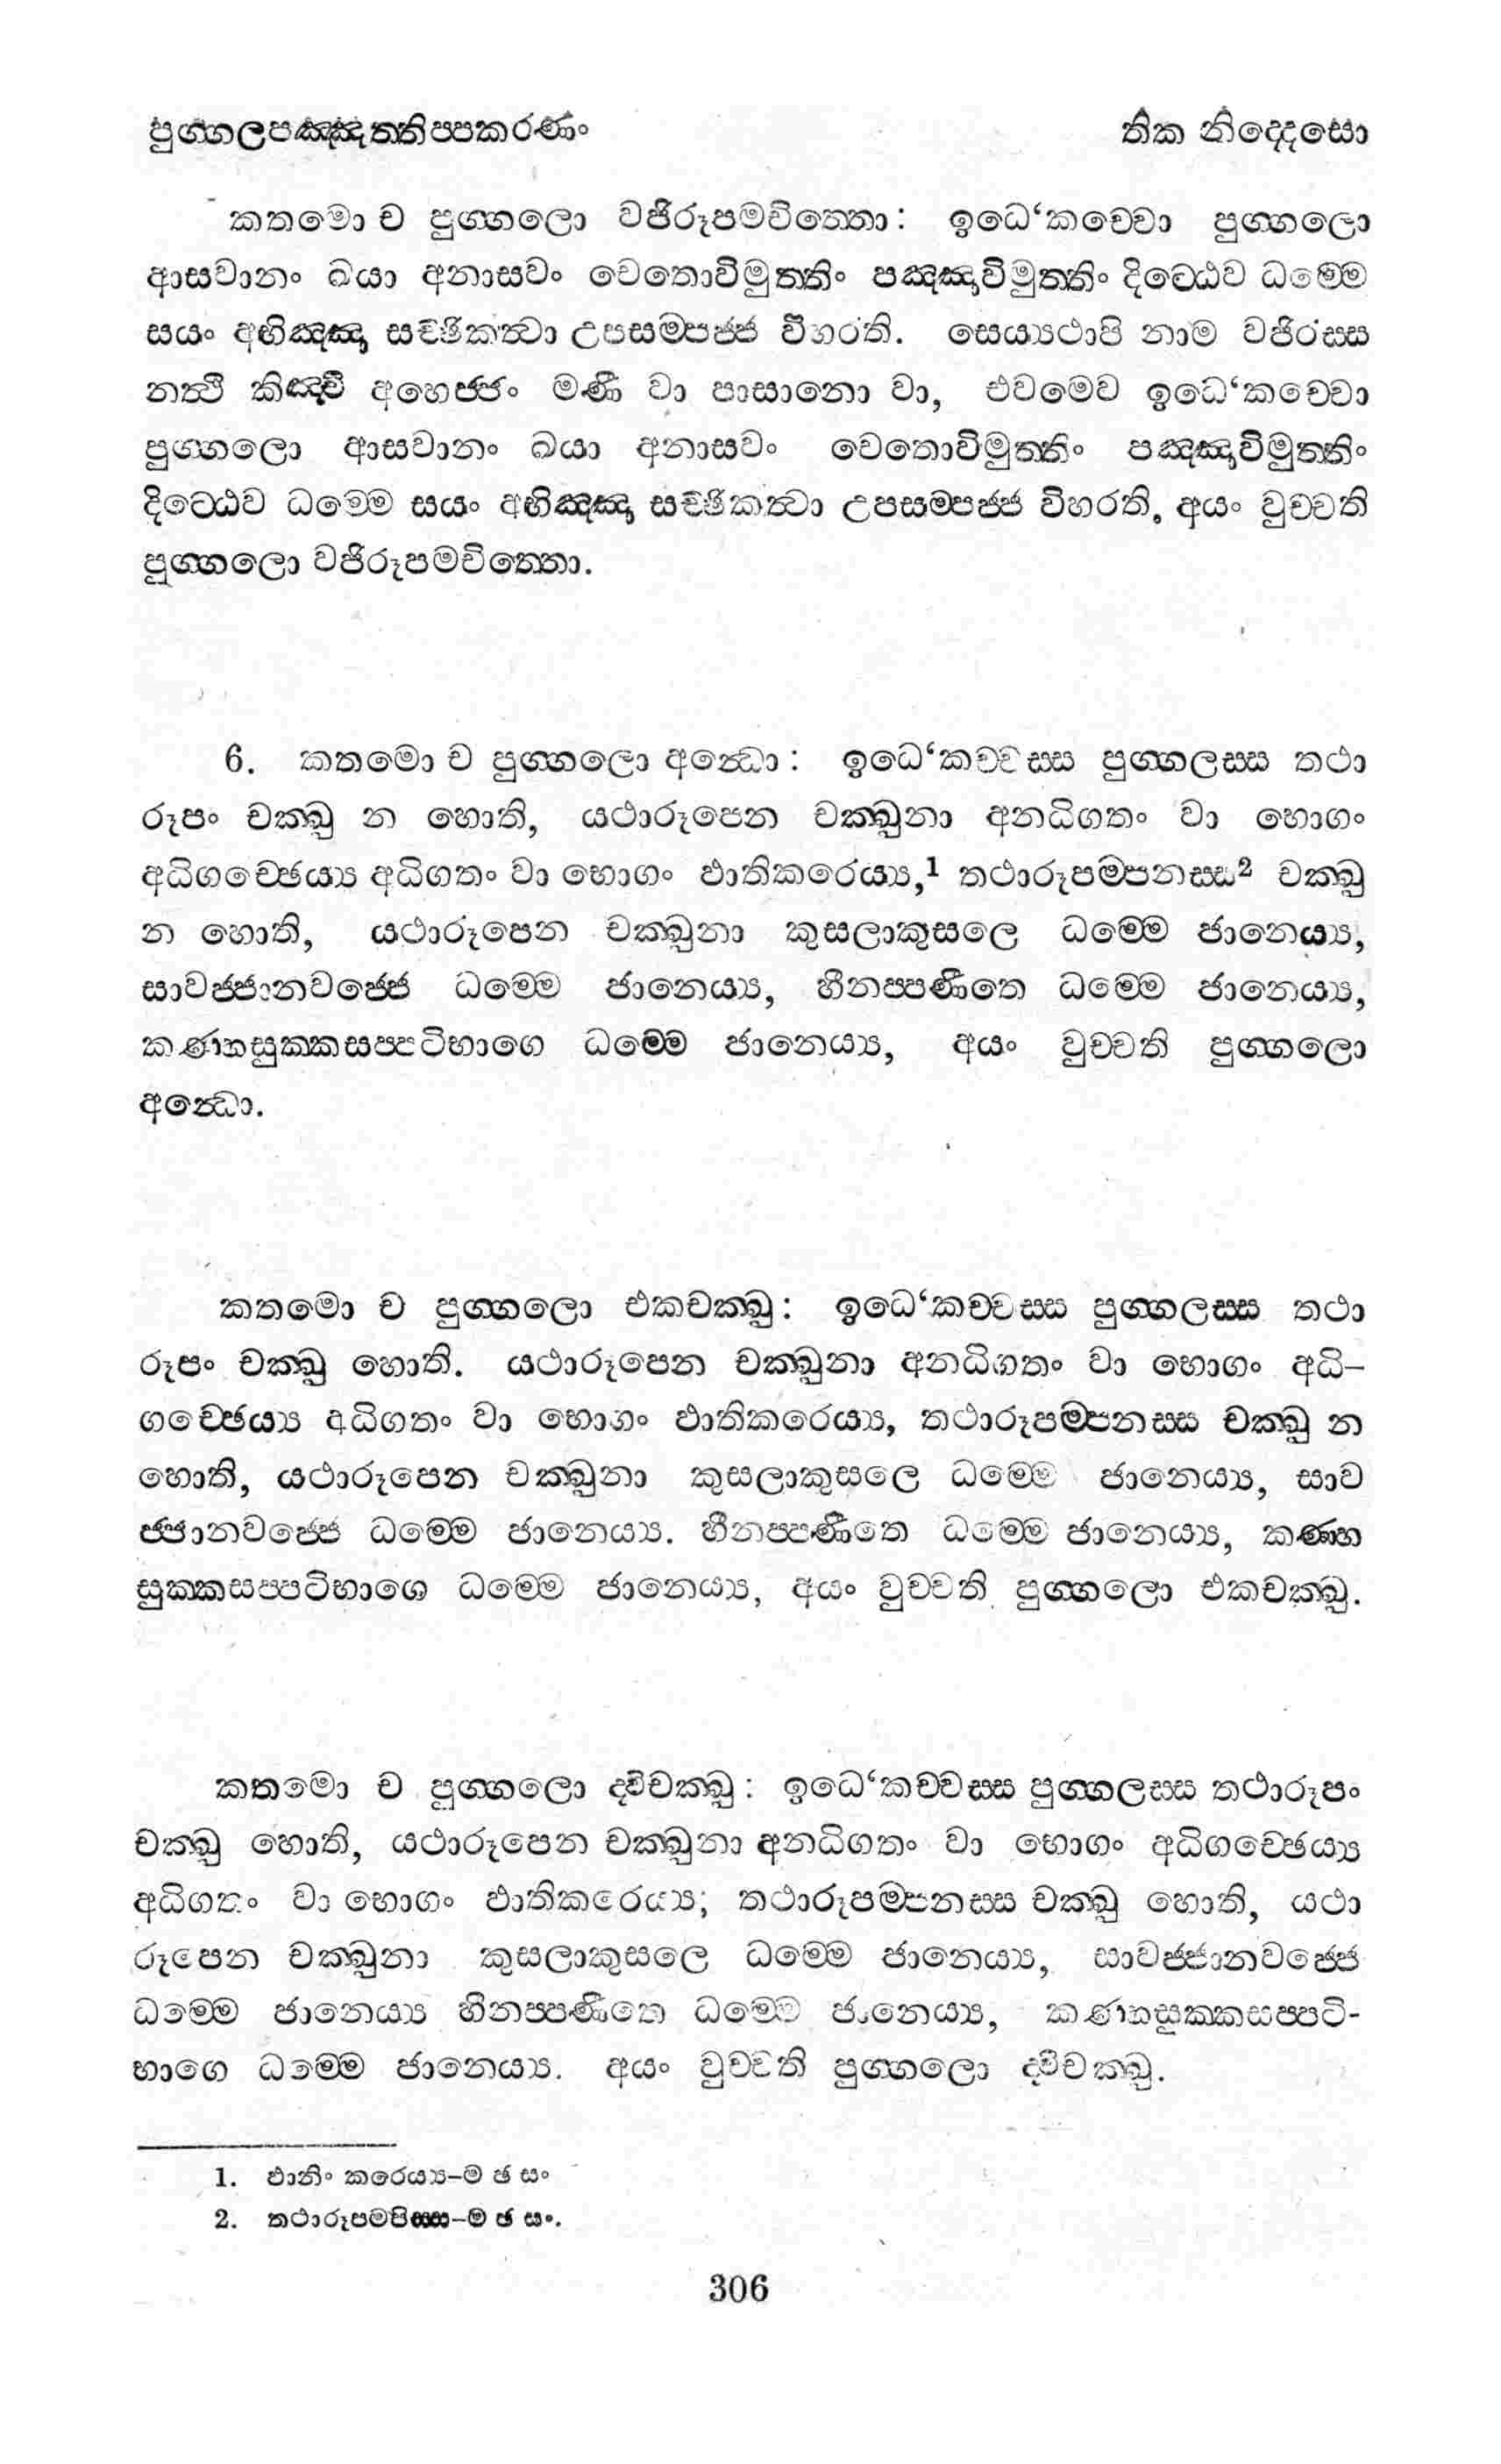 පුග්ගලපඤ්ඤත්තිප්පකරණං තික නිද්දෙසො
කතමො ච පුග්ගලො වජිරූපමචිත්තො: ඉධෙ‘කච්චො පුග්ගලො
ආසවානං ඛයා අනාසවං චෙතොවිමුත්තිං පඤ්ඤාවිමුත්තිං දිට්ඨෙව ධම්මෙ
සයං අභිඤ්ඤා සච්ඡිකත්වා උපසම්පජ්ජ විහරති. සෙය්‍යථාපි නාම වජිරස්ස
නත්ථි කිඤ්චි අභෙජ්ජං මණි වා පාසානො වා, එවමෙව ඉධෙ‘කච්චො
පුග්ගලො ආසවානං ඛයා අනාසවං චෙතොවිමුත්තිං පඤ්ඤාවිමුත්තිං
දිට්ඨෙව ධම්මෙ සයං අභිඤ්ඤා සච්ඡිකත්වා උපසම්පජ්ජ විහරති, අයං වුච්චති
පුග්ගලො වජිරූපමචිත්තො.
6. කතමො ච පුග්ගලො අන්ධො: ඉධෙ‘කච්චස්ස පුග්ගලස්ස තථා
රූපං චක්ඛු න හොති, යථාරූපෙන චක්ඛුනා අනධිගතං වා භොගං
අධිගච්ඡෙය්‍ය අධිගතං වා භොගං ඵාතිකරෙය්‍ය,1 තථාරූපම්පනස්ස2 චක්ඛු
න හොති, යථාරූපෙන චක්ඛුනා කුසලාකුසලෙ ධම්මෙ ජානෙය්‍ය,
සාවජ්ජානවජ්ජෙ ධම්මෙ ජානෙය්‍ය, හීනප්පණීතෙ ධම්මෙ ජානෙය්‍ය,
කණ්හසුක්කසප්පටිභාගෙ ධම්මෙ ජානෙය්‍ය, අයං වුච්චති පුග්ගලො
අන්ධො.
කතමො ච පුග්ගලො එකචක්ඛු: ඉධෙ‘කච්චස්ස පුග්ගලස්ස තථා
රූපං චක්ඛු හොති. යථාරූපෙන චක්ඛුනා අනධිගතං වා භොගං අධි-
ගච්ඡෙය්‍ය අධිගතං වා භොගං ඵාතිකරෙය්‍ය, තථාරූපම්පනස්ස චක්ඛු න
හොති, යථාරූපෙන චක්ඛුනා කුසලාකුසලෙ ධම්මෙ ජානෙය්‍ය, සාව
ජ්ජානවජ්ජෙ ධම්මෙ ජානෙය්‍ය. හීනප්පණීතෙ ධම්මෙ ජානෙය්‍ය, කණ්හ
සුක්කසප්පටිභාගෙ ධම්මෙ ජානෙය්‍ය, අයං වුච්චති පුග්ගලො එකචක්ඛු.
කතමො ච පුග්ගලො ද්විචක්ඛු: ඉධෙ‘කච්චස්ස පුග්ගලස්ස තථාරූපං
චක්ඛු හොති, යථාරූපෙන චක්ඛුනා අනධිගතං වා භොගං අධිගච්ඡෙය්‍ය
අධිගතං වා භොගං ඵාතිකරෙය්‍ය; තථාරූපම්පනස්ස චක්ඛු හොති, යථා
රූපෙන චක්ඛුනා කුසලාකුසලෙ ධම්මෙ ජානෙය්‍ය, සාවජ්ජානවජ්ජෙ
ධම්මෙ ජානෙය්‍ය හීනප්පණීතෙ ධම්මෙ ජානෙය්‍ය, කණ්හසුක්කසප්පටි-
භාගෙ ධම්මෙ ජානෙය්‍ය. අයං වුච්චති පුග්ගලො ද්විචක්ඛු.
1. ඵාතිං කරෙය්‍ය-ම ඡ සං
2. තථාරූපම්පිස්ස-ම ඡ සං.
306